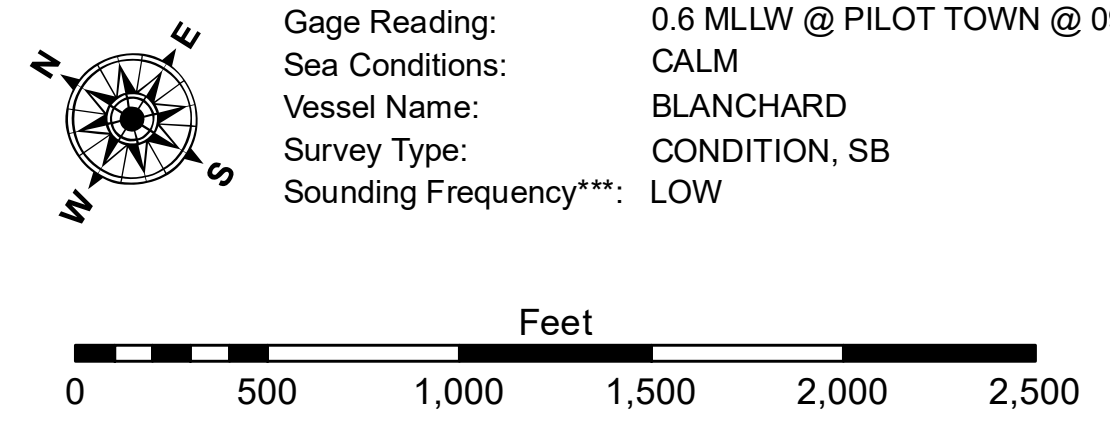 N
E
W
S
Gage Reading: 0.6 MLLW @ PILOT TOWN @
Sea Conditions: CALM
Vessel Name: BLANCHARD
Survey Type: CONDITION, SB
Sounding Frequency***: LOW
Feet
0 500 1,000 1,500 2,000 2,500